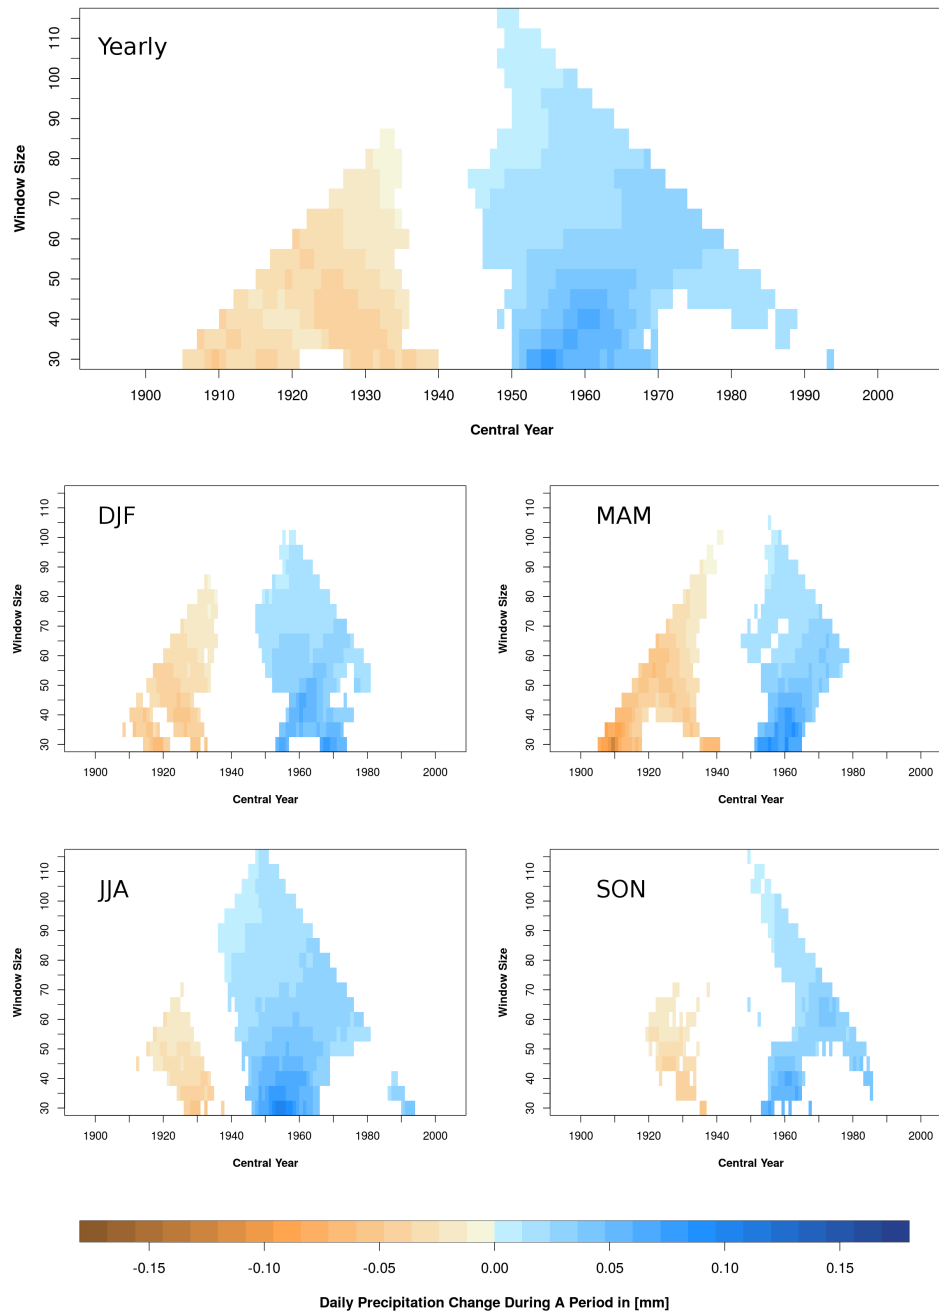 Yearly
Window Size
30 40 50 60 70 80 90 100 110
1900 1910 1920 1930 1940 1950 1960 1970 1980 1990 2000
Central Year
DJF
Window Size
30 40 50 60 70 80 90 100 110
1900 1920 1940 1960 1980 2000
Central Year
MAM
Window Size
30 40 50 60 70 80 90 100 110
1900 1920 1940 1960 1980 2000
Central Year
JJA
Window Size
30 40 50 60 70 80 90 100 110
1900 1920 1940 1960 1980 2000
Central Year
SON
Window Size
30 40 50 60 70 80 90 100 110
1900 1920 1940 1960 1980 2000
Central Year
-0.15 -0.10 -0.05 0.00 0.05 0.10 0.15
Daily Precipitation Change During A Period in [mm]